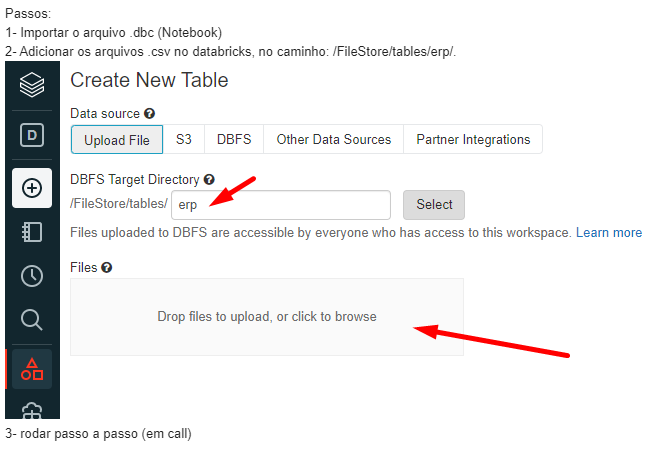 Passos:
1- Importar o arquivo .dbc (Notebook)
2- Adicionar os arquivos .csv no databricks, no caminho: /FileStore/tables/erp/.
Create New Table
Data source ?
Upload File S3 DBFS Other Data Sources Partner Integrations
D
DBFS Target Directory ?
/FileStore/tables/ erp Select
Files uploaded to DBFS are accessible by everyone who has access to this workspace. Learn more
Files ?
Drop files to upload, or click to browse
3- rodar passo a passo (em call)